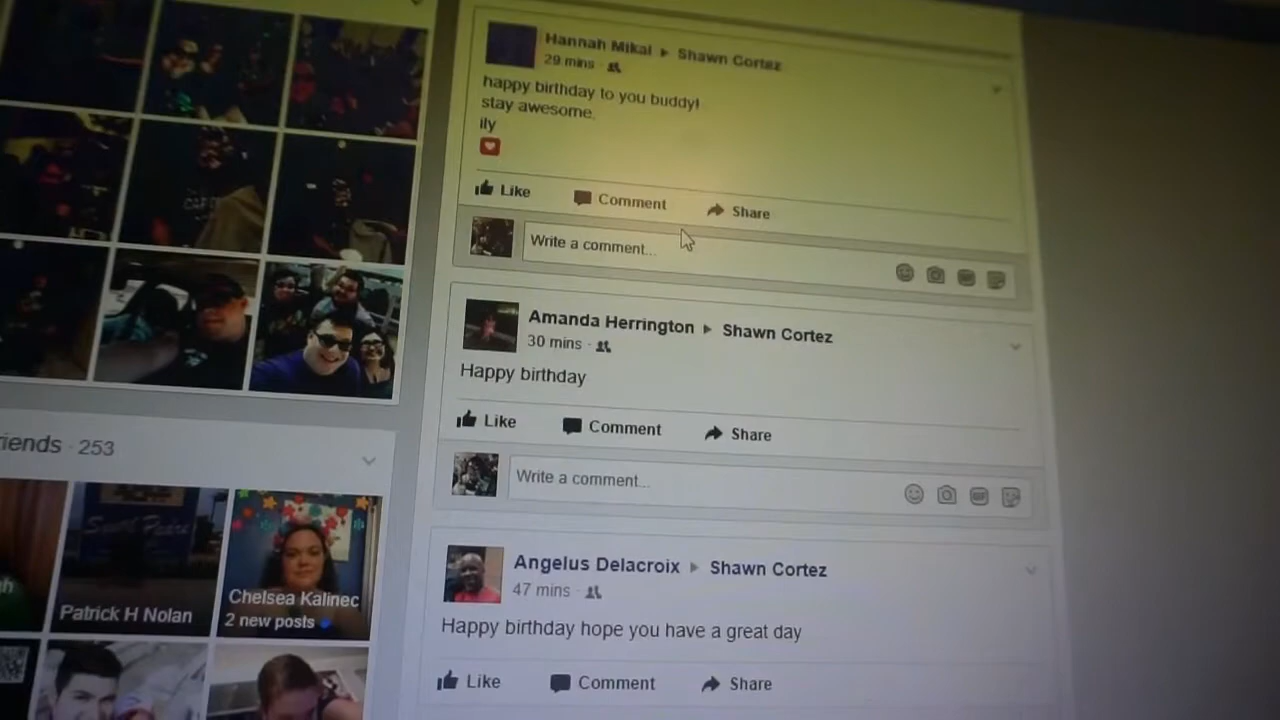 Hannah Mikal ▸ Shawn Cortez
29 mins
happy birthday to you buddy!
stay awesome.
ily
Like Comment Share
Write a comment...
Amanda Herrington ▸ Shawn Cortez
30 mins ·
Happy birthday
Like Comment Share
Write a comment...
Angelus Delacroix ▸ Shawn Cortez
47 mins ·
Happy birthday hope you have a great day
Like Comment Share
riends · 253
Patrick H Nolan
Chelsea Kalinec
2 new posts